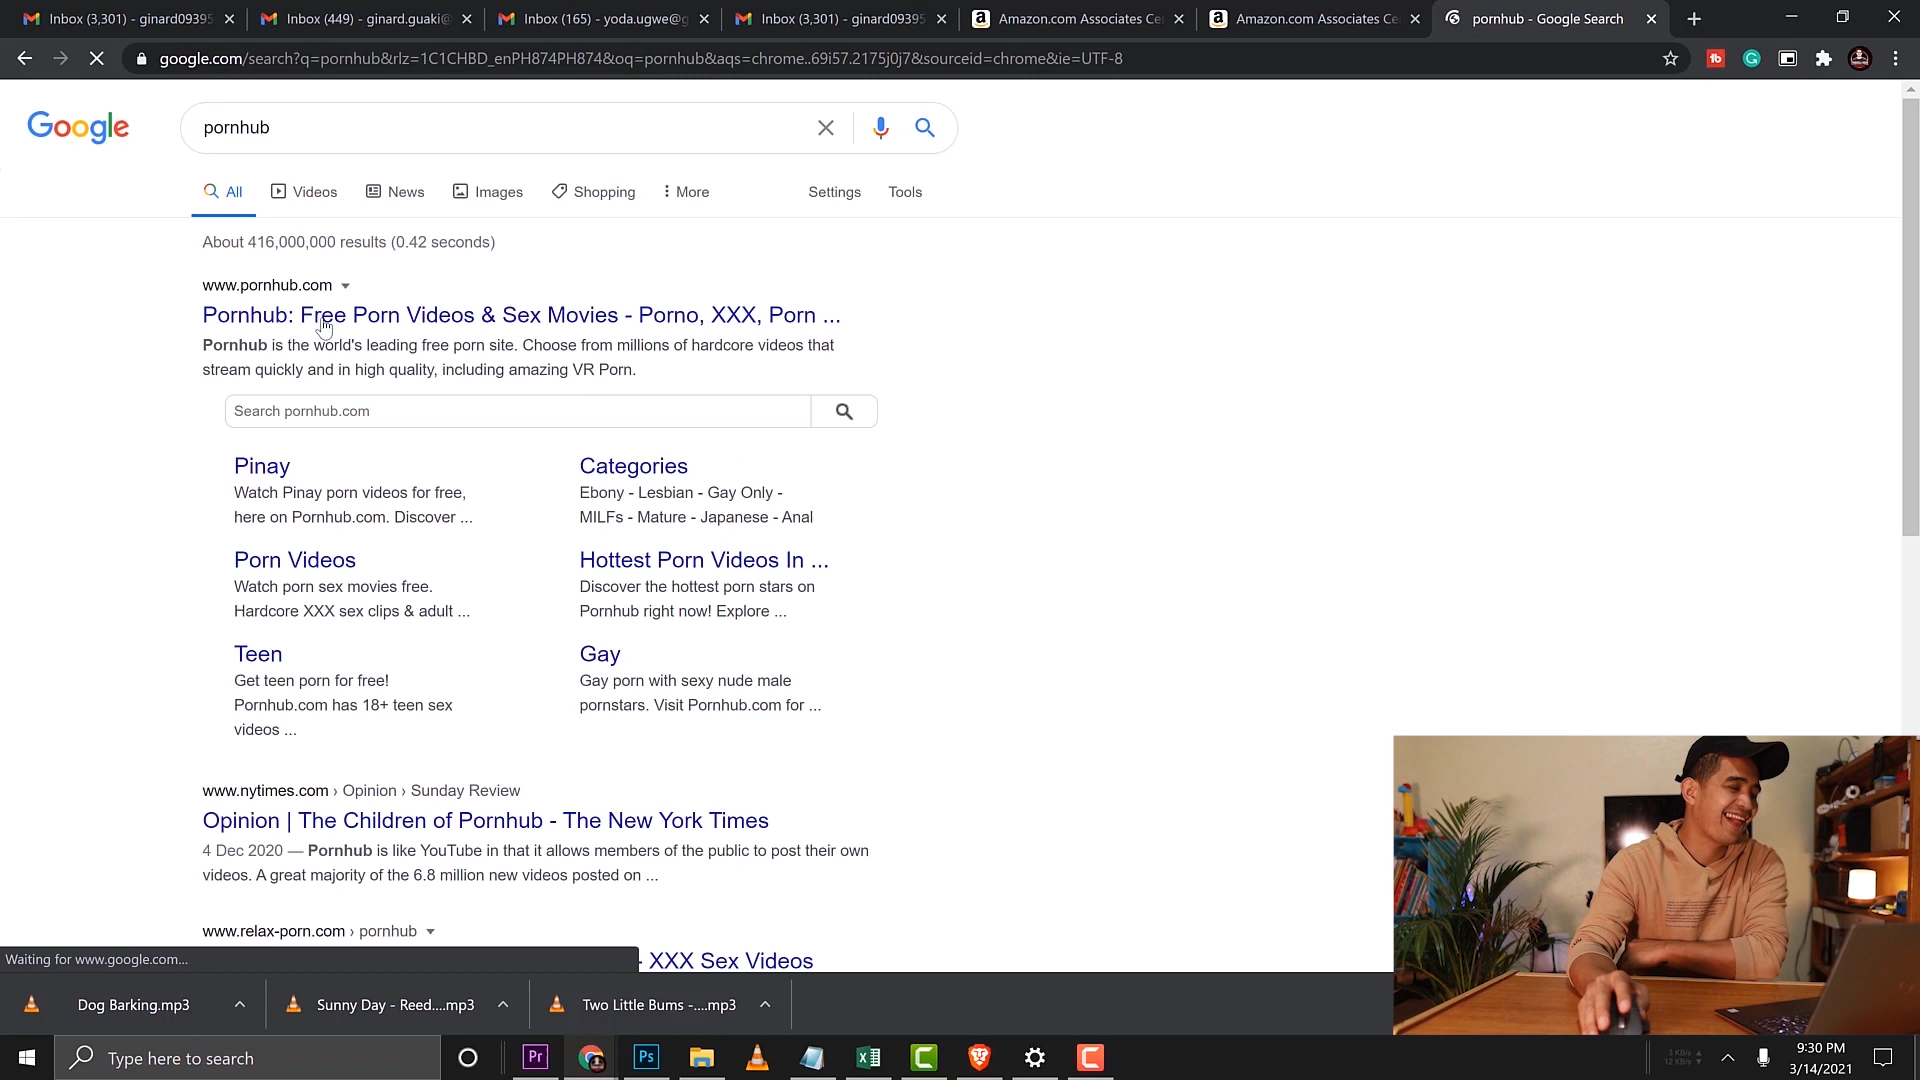 Inbox (3,301) - ginard09395
Inbox (449) - ginard.guaki@
Inbox (165) - yoda.ugwe@g
Inbox (3,301) - ginard09395
Amazon.com Associates Ce
Amazon.com Associates Ce
pornhub - Google Search
google.com/search?q=pornhub&rlz=1C1CHBD_enPH874PH874&oq=pornhub&aqs=chrome..69i57.2175j0j7&sourceid=chrome&ie=UTF-8
Google
pornhub
All
Videos
News
Images
Shopping
More
Settings
Tools
About 416,000,000 results (0.42 seconds)
www.pornhub.com
Pornhub: Free Porn Videos & Sex Movies - Porno, XXX, Porn ...
Pornhub is the world's leading free porn site. Choose from millions of hardcore videos that
stream quickly and in high quality, including amazing VR Porn.
Search pornhub.com
Pinay
Watch Pinay porn videos for free,
here on Pornhub.com. Discover ...
Categories
Ebony - Lesbian - Gay Only -
MILFs - Mature - Japanese - Anal
Porn Videos
Watch porn sex movies free.
Hardcore XXX sex clips & adult ...
Hottest Porn Videos In ...
Discover the hottest porn stars on
Pornhub right now! Explore ...
Teen
Get teen porn for free!
Pornhub.com has 18+ teen sex
videos ...
Gay
Gay porn with sexy nude male
pornstars. Visit Pornhub.com for ...
www.nytimes.com › Opinion › Sunday Review
Opinion | The Children of Pornhub - The New York Times
4 Dec 2020 — Pornhub is like YouTube in that it allows members of the public to post their own
videos. A great majority of the 6.8 million new videos posted on ...
www.relax-porn.com › pornhub
- XXX Sex Videos
Waiting for www.google.com...
Dog Barking.mp3
Sunny Day - Reed....mp3
Two Little Bums -....mp3
Type here to search
Pr
Ps
9:30 PM
3/14/2021